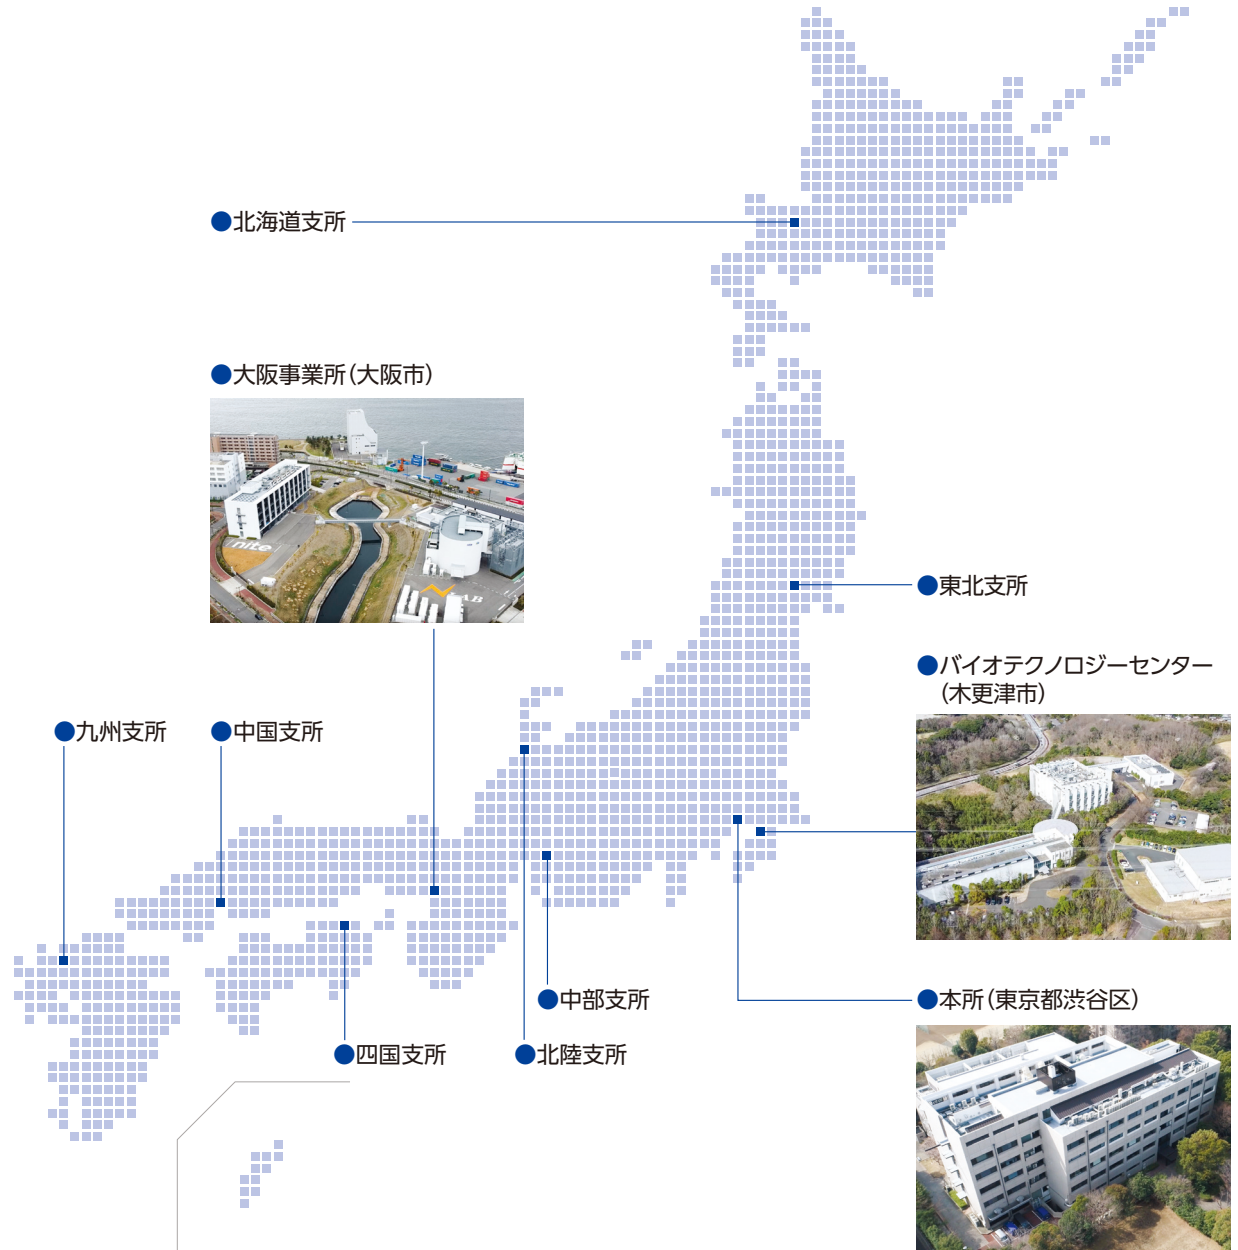 ●北海道支所
●大阪事業所(大阪市)
nite
LAB
●東北支所
●バイオテクノロジーセンター
(木更津市)
●九州支所
●中国支所
●中部支所
●本所(東京都渋谷区)
●四国支所
●北陸支所